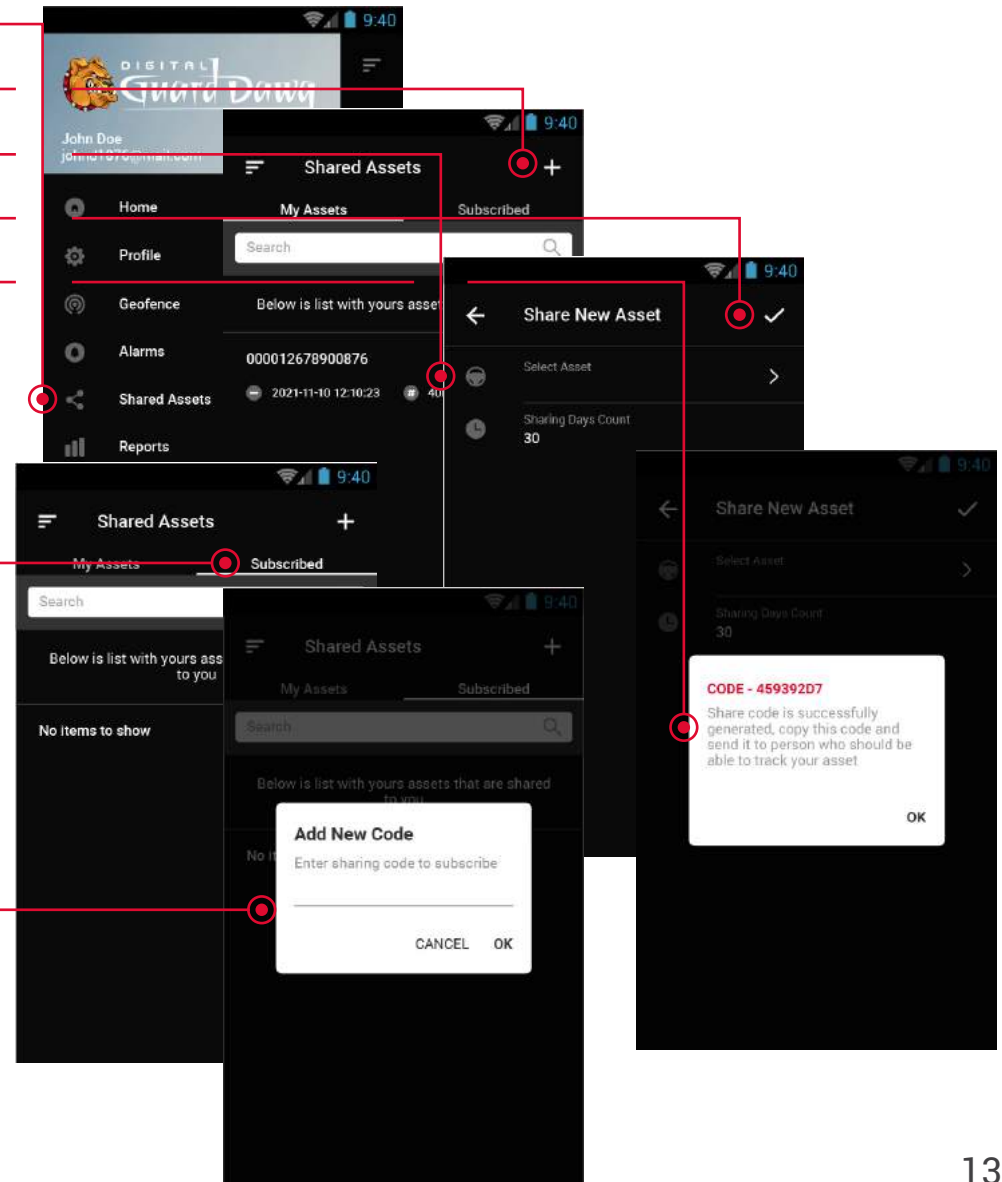 9:40
DIGITAL
Guard Dawg
John Doe
Home
Profile
Geofence
Alarms
Shared Assets
Reports
9:40
Shared Assets
My Assets
Subscribed
Search
Below is list with yours asset
000012678900876
2021-11-10 12:10:23
9:40
Share New Asset
Select Asset
Sharing Days Count
30
9:40
Share New Asset
Select Asset
Sharing Days Count
30
CODE - 459392D7
Share code is successfully
generated, copy this code and
send it to person who should be
able to track your asset
OK
9:40
Shared Assets
My Assets
Subscribed
Search
Below is list with yours ass
to you
No items to show
9:40
Shared Assets
My Assets
Subscribed
Search
Below is list with yours assets that are shared
to you
No it
Add New Code
Enter sharing code to subscribe
CANCEL OK
13